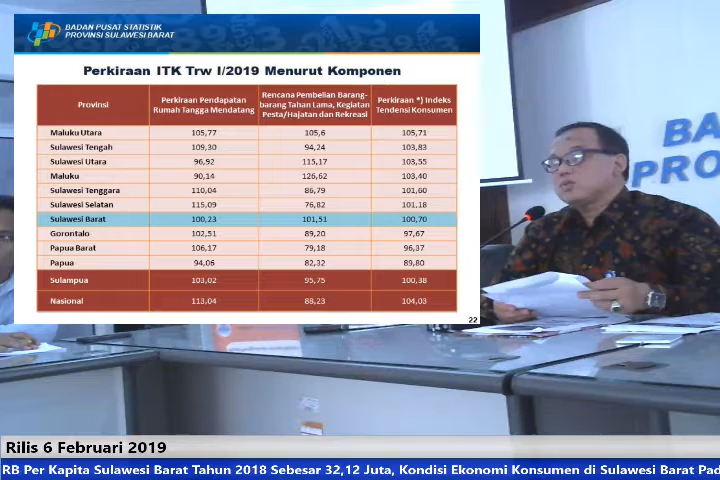 BADAN PUSAT STATISTIK
PROVINSI SULAWESI BARAT
Perkiraan ITK Trw I/2019 Menurut Komponen
Provinsi | Perkiraan Pendapatan Rumah Tangga Mendatang | Rencana Pembelian Barang-barang Tahan Lama, Kegiatan Pesta/Hajatan dan Rekreasi | Perkiraan *) Indeks Tendensi Konsumen
Maluku Utara 105,77 105,6 105,71
Sulawesi Tengah 109,30 94,24 103,83
Sulawesi Utara 96,92 115,17 103,55
Maluku 90,14 126,62 103,40
Sulawesi Tenggara 110,04 86,79 101,60
Sulawesi Selatan 115,09 76,82 101,18
Sulawesi Barat 100,23 101,51 100,70
Gorontalo 102,51 89,20 97,67
Papua Barat 106,17 79,18 96,37
Papua 94,06 82,32 89,80
Sulampua 103,02 95,75 100,38
Nasional 113,04 88,23 104,03
22
BA
PRO
Rilis 6 Februari 2019
RB Per Kapita Sulawesi Barat Tahun 2018 Sebesar 32,12 Juta, Kondisi Ekonomi Konsumen di Sulawesi Barat Pad